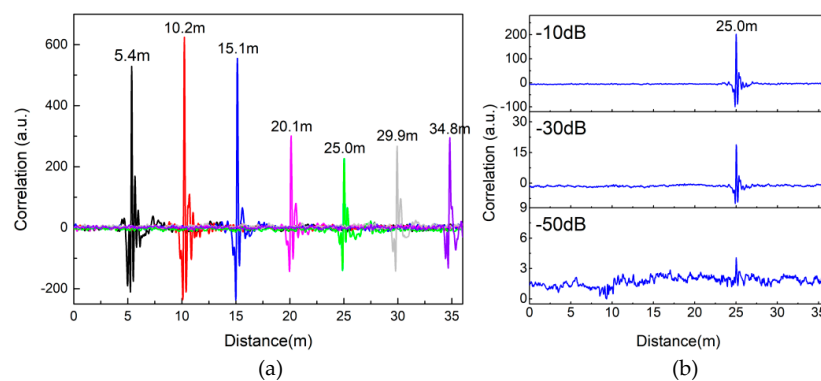 600
400
200
0
-200
Correlation (a.u.)
5.4m
10.2m
15.1m
20.1m
25.0m
29.9m
34.8m
0 5 10 15 20 25 30 35
Distance(m)
(a)
Correlation (a.u.)
-10dB
25.0m
200
100
0
-100
-30dB
30
15
0
9
-50dB
6
3
0
0 5 10 15 20 25 30 35
Distance(m)
(b)